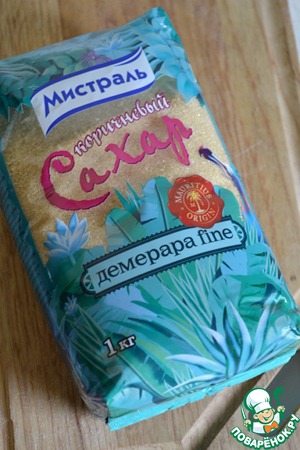 Мистраль
коричневый
Сахар
MAURITIUS
ORIGIN
демерара fine
1 кг
ПОВАРЁНОК.РУ